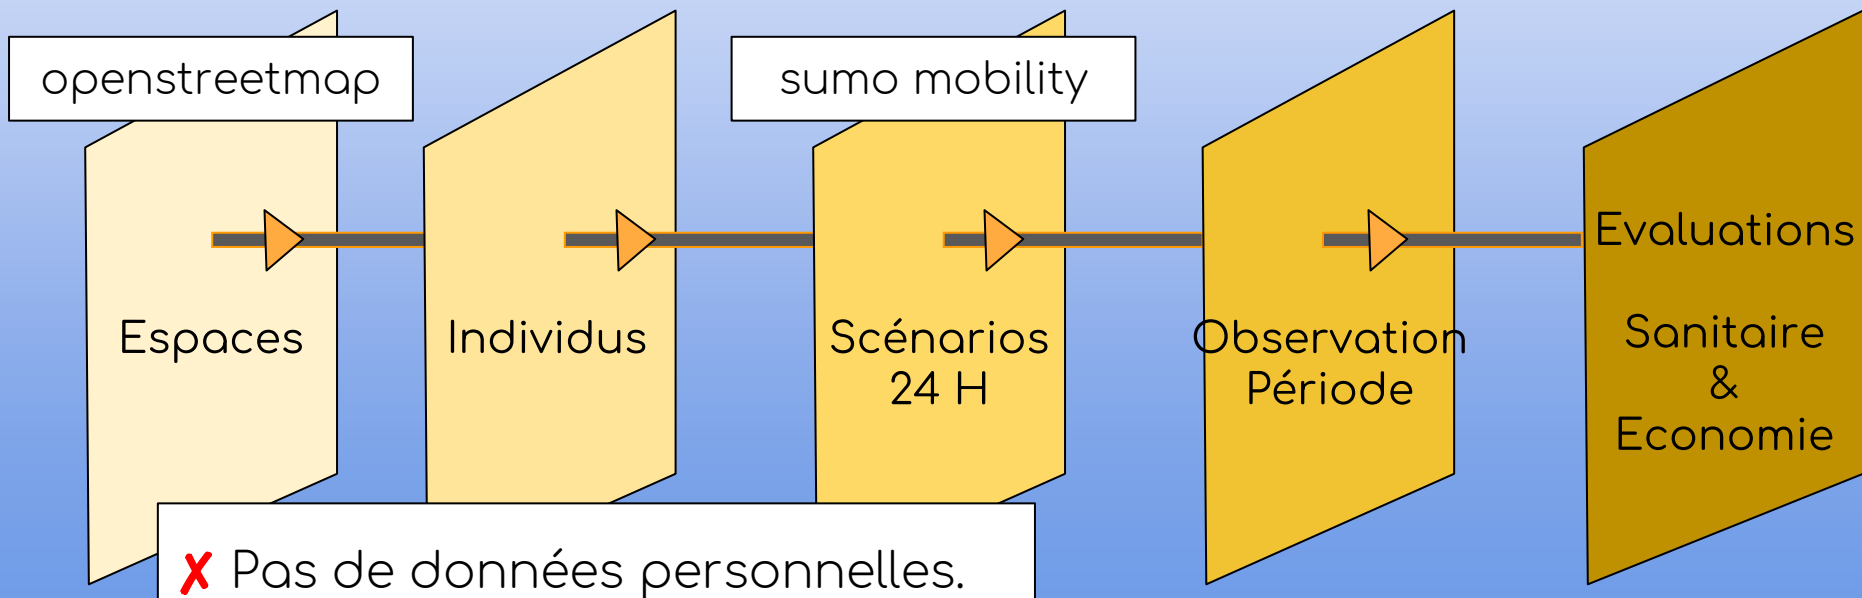 openstreetmap
sumo mobility
Espaces
Individus
Scénarios
24 H
Observation
Période
Evaluations
Sanitaire
&
Economie
✗ Pas de données personnelles.